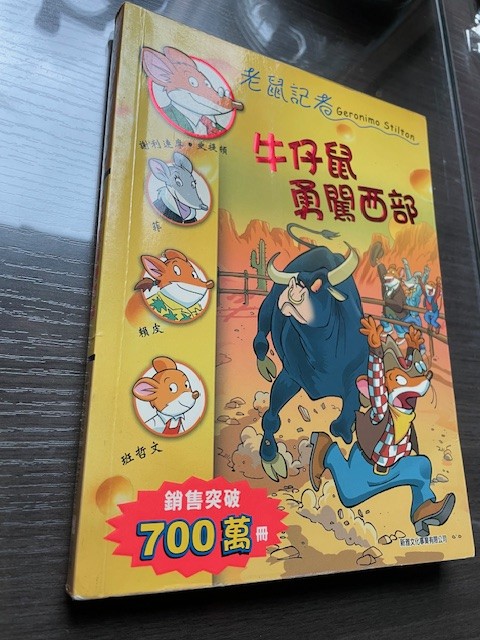 老鼠記者
Geronimo Stilton
牛仔鼠
勇闖西部
謝利連摩·史提頓
菲
賴皮
班哲文
銷售突破
700萬冊
新雅文化事業有限公司